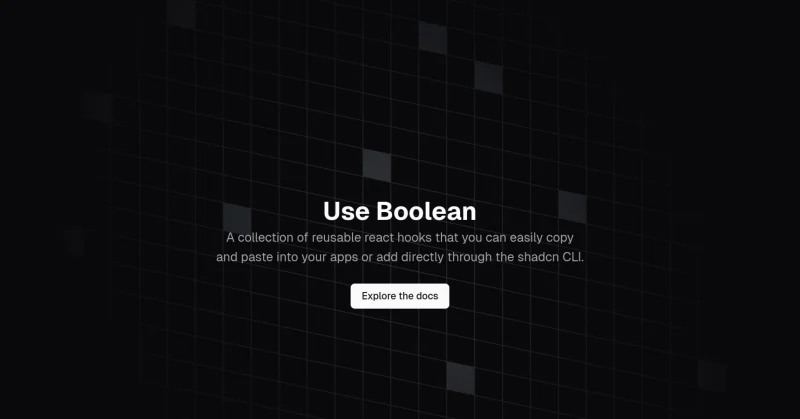 Use Boolean
A collection of reusable react hooks that you can easily copy
and paste into your apps or add directly through the shadcn CLI.
Explore the docs